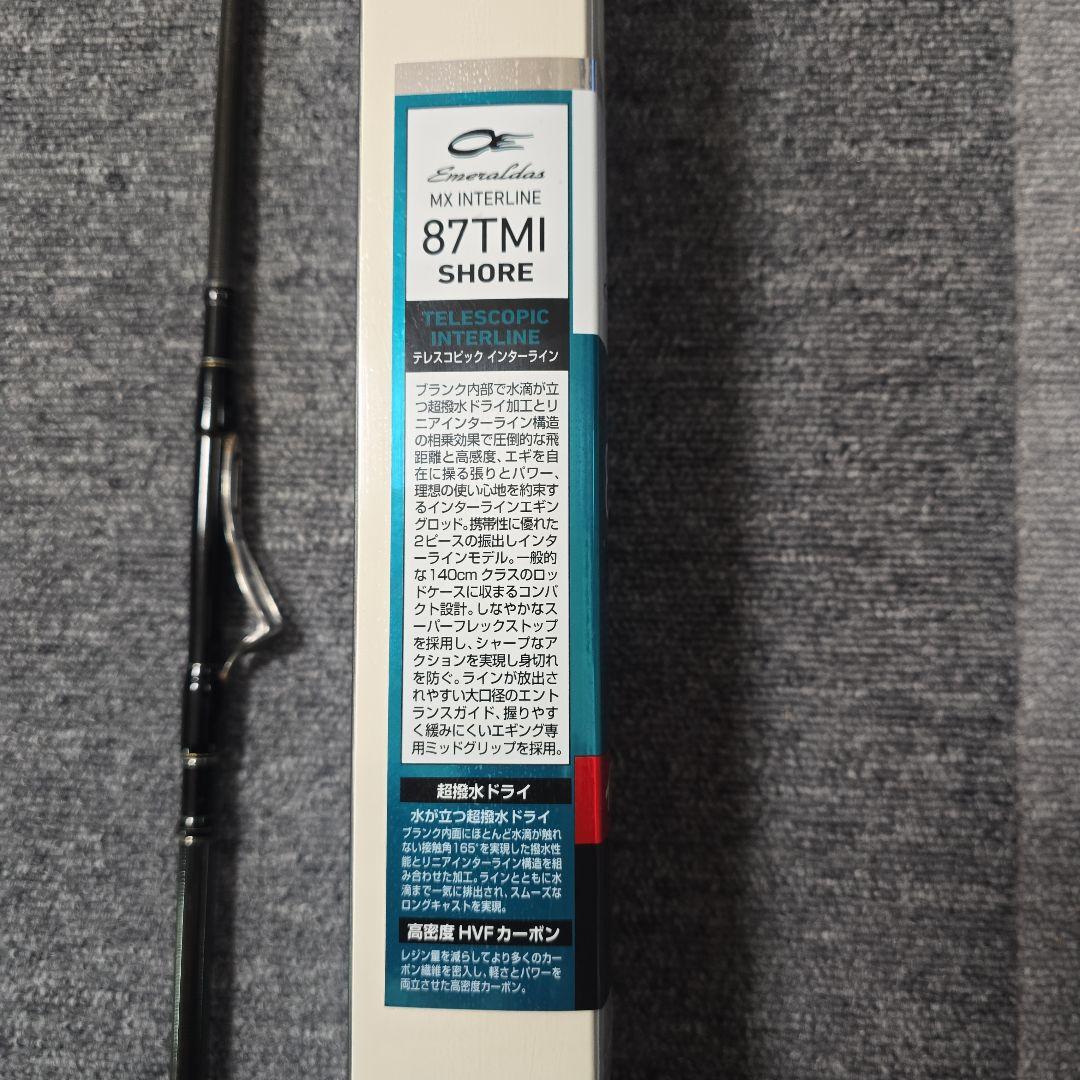 Emeraldas
MX INTERLINE
87TMI
SHORE
TELESCOPIC
INTERLINE
テレスコピック インターライン
ブランク内部で水滴が立
つ超撥水ドライ加工とリ
ニアインターライン構造
の相乗効果で圧倒的な飛
距離と高感度、エギを自
在に操る張りとパワー、
理想の使い心地を約束す
るインターラインエギン
グロッド。携帯性に優れた
2ピースの振出しインタ
ーラインモデル。一般的
な140cmクラスのロッ
ドケースに収まるコンパ
クト設計。しなやかなス
ーパーフレックストップ
を採用し、シャープなア
クションを実現し身切れ
を防ぐ。ラインが放出さ
れやすい大口径のエント
ランスガイド、握りやす
く緩みにくいエギング専
用ミッドグリップを採用。
超撥水ドライ
水が立つ超撥水ドライ
ブランク内面にほとんど水滴が触れ
ない接触角165°を実現した撥水性
能とリニアインターライン構造を組
み合わせた加工。ラインとともに水
滴まで一気に排出され、スムーズな
ロングキャストを実現。
高密度HVFカーボン
レジン量を減らしてより多くのカー
ボン繊維を密入し、軽さとパワーを
両立させた高密度カーボン。